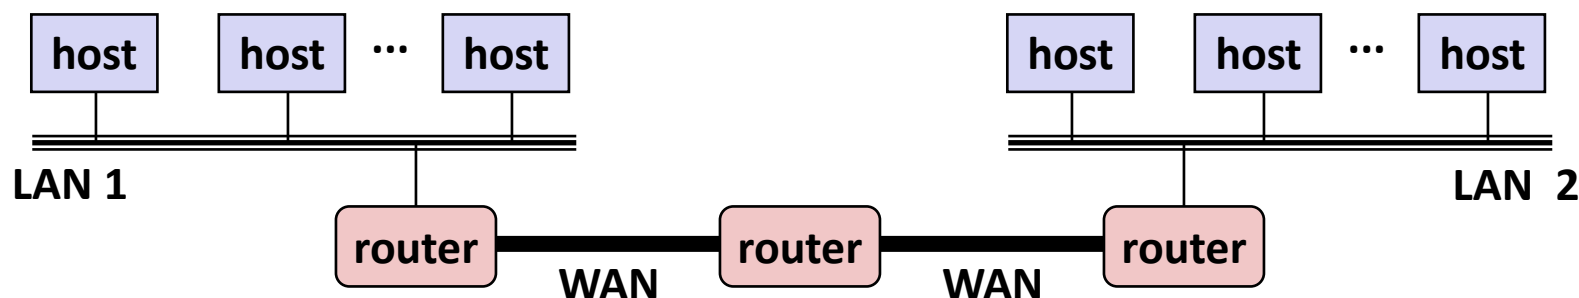 host host ... host host host ... host
LAN 1 LAN 2
router router router
WAN WAN